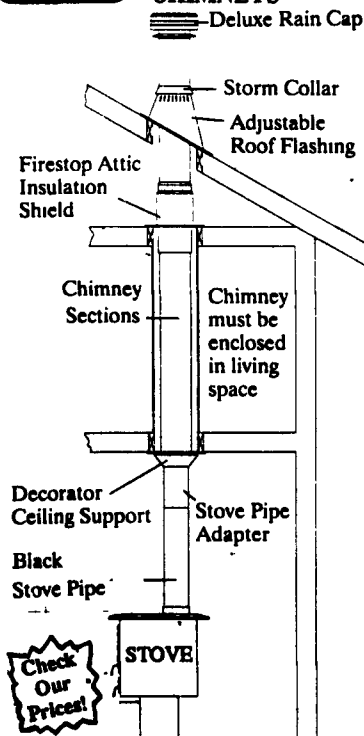 Deluxe Rain Cap
Storm Collar
Adjustable
Roof Flashing
Firestop Attic
Insulation
Shield
Chimney
Sections
Chimney
must be
enclosed
in living
space
Decorator
Ceiling Support
Stove Pipe
Adapter
Black
Stove Pipe
STOVE
Check
Our
Prices!